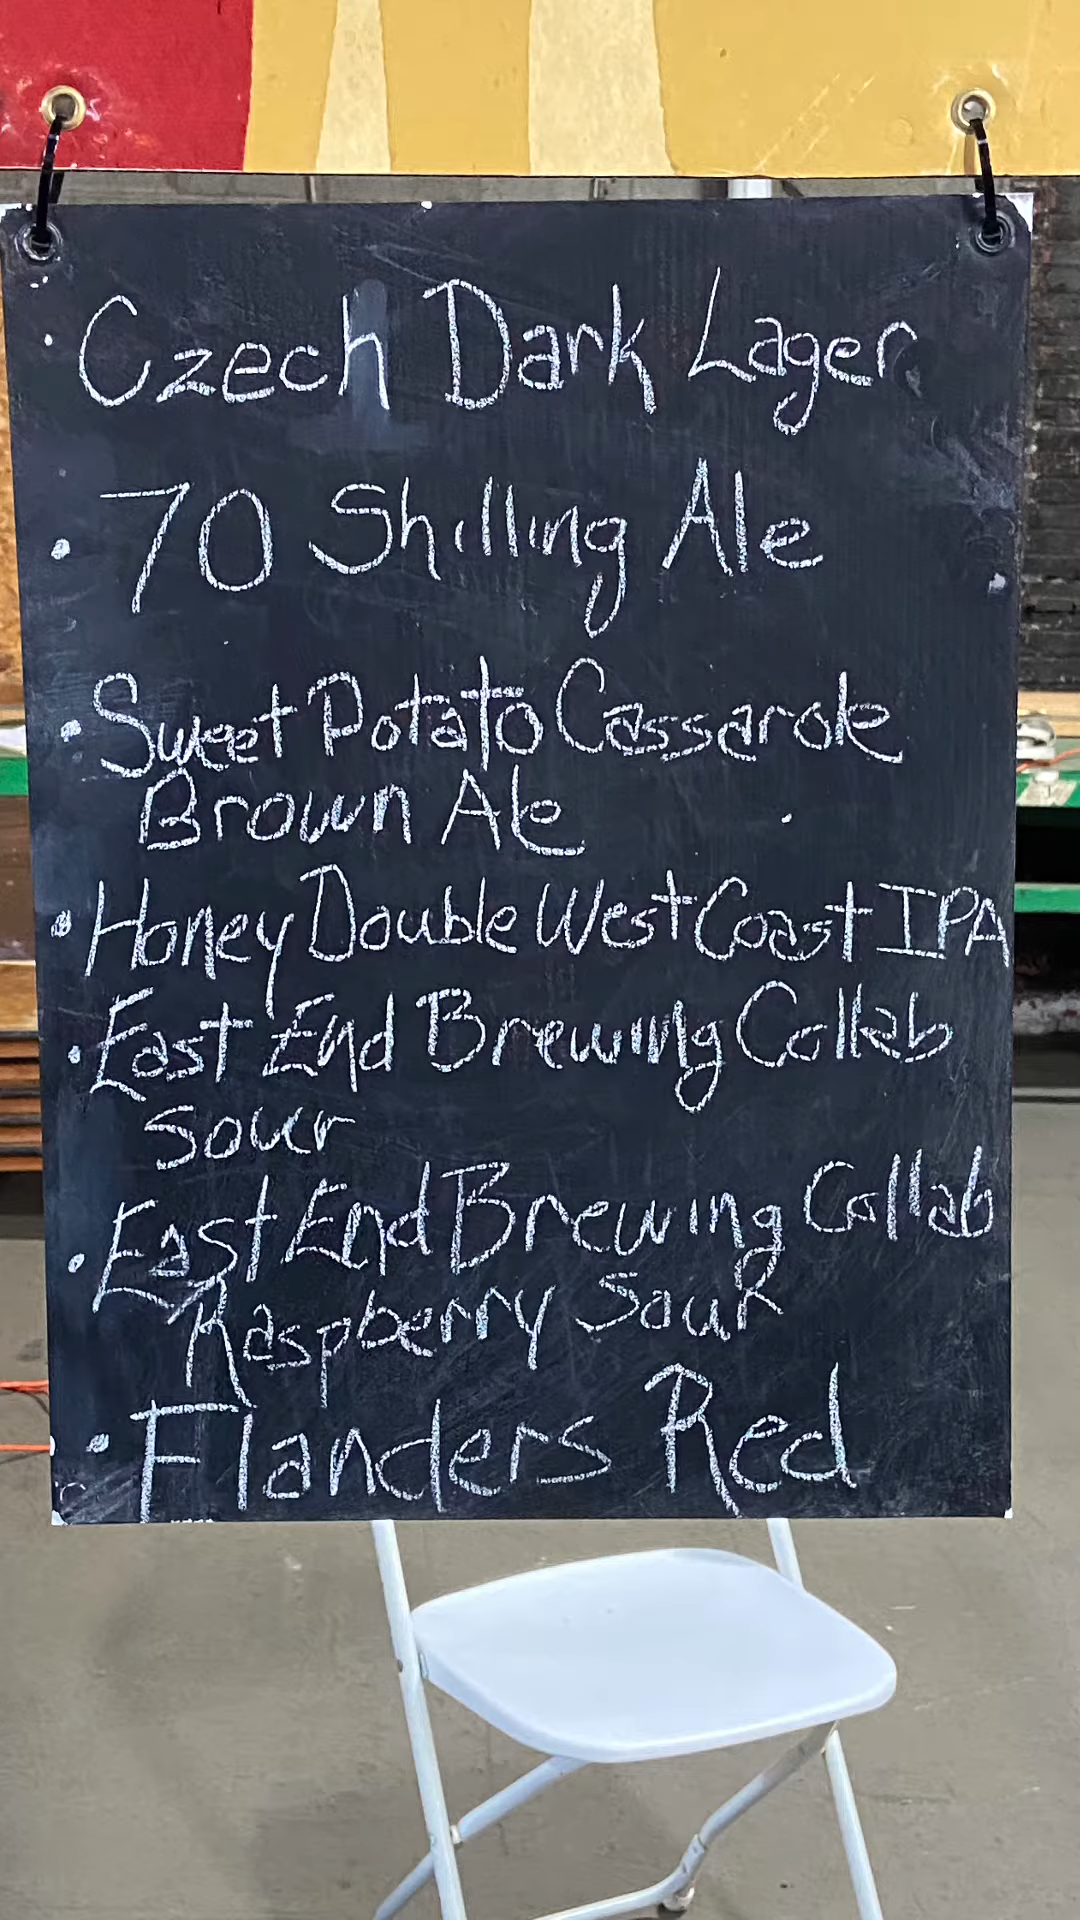 · Czech Dark Lager
· 70 Shilling Ale
· Sweet Potato Cassarole
Brown Ale
· Honey Double West Coast IPA
· East End Brewing Collab
Sour
· East End Brewing Collab
Raspberry SouR
· Flanders Red